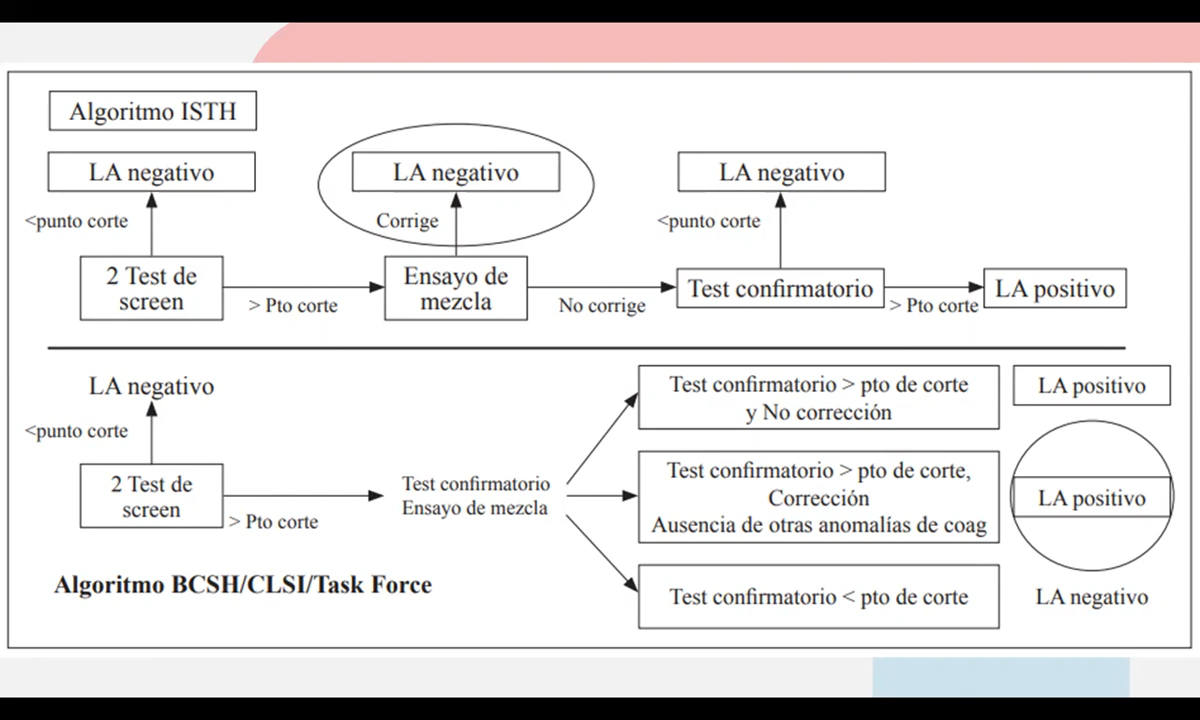 Algoritmo ISTH
LA negativo
LA negativo
LA negativo
<punto corte
Corrige
<punto corte
2 Test de
screen
> Pto corte
Ensayo de
mezcla
No corrige
Test confirmatorio
> Pto corte
LA positivo
LA negativo
<punto corte
2 Test de
screen
> Pto corte
Test confirmatorio
Ensayo de mezcla
Test confirmatorio > pto de corte
y No corrección
LA positivo
Test confirmatorio > pto de corte,
Corrección
Ausencia de otras anomalías de coag
LA positivo
Test confirmatorio < pto de corte
LA negativo
Algoritmo BCSH/CLSI/Task Force